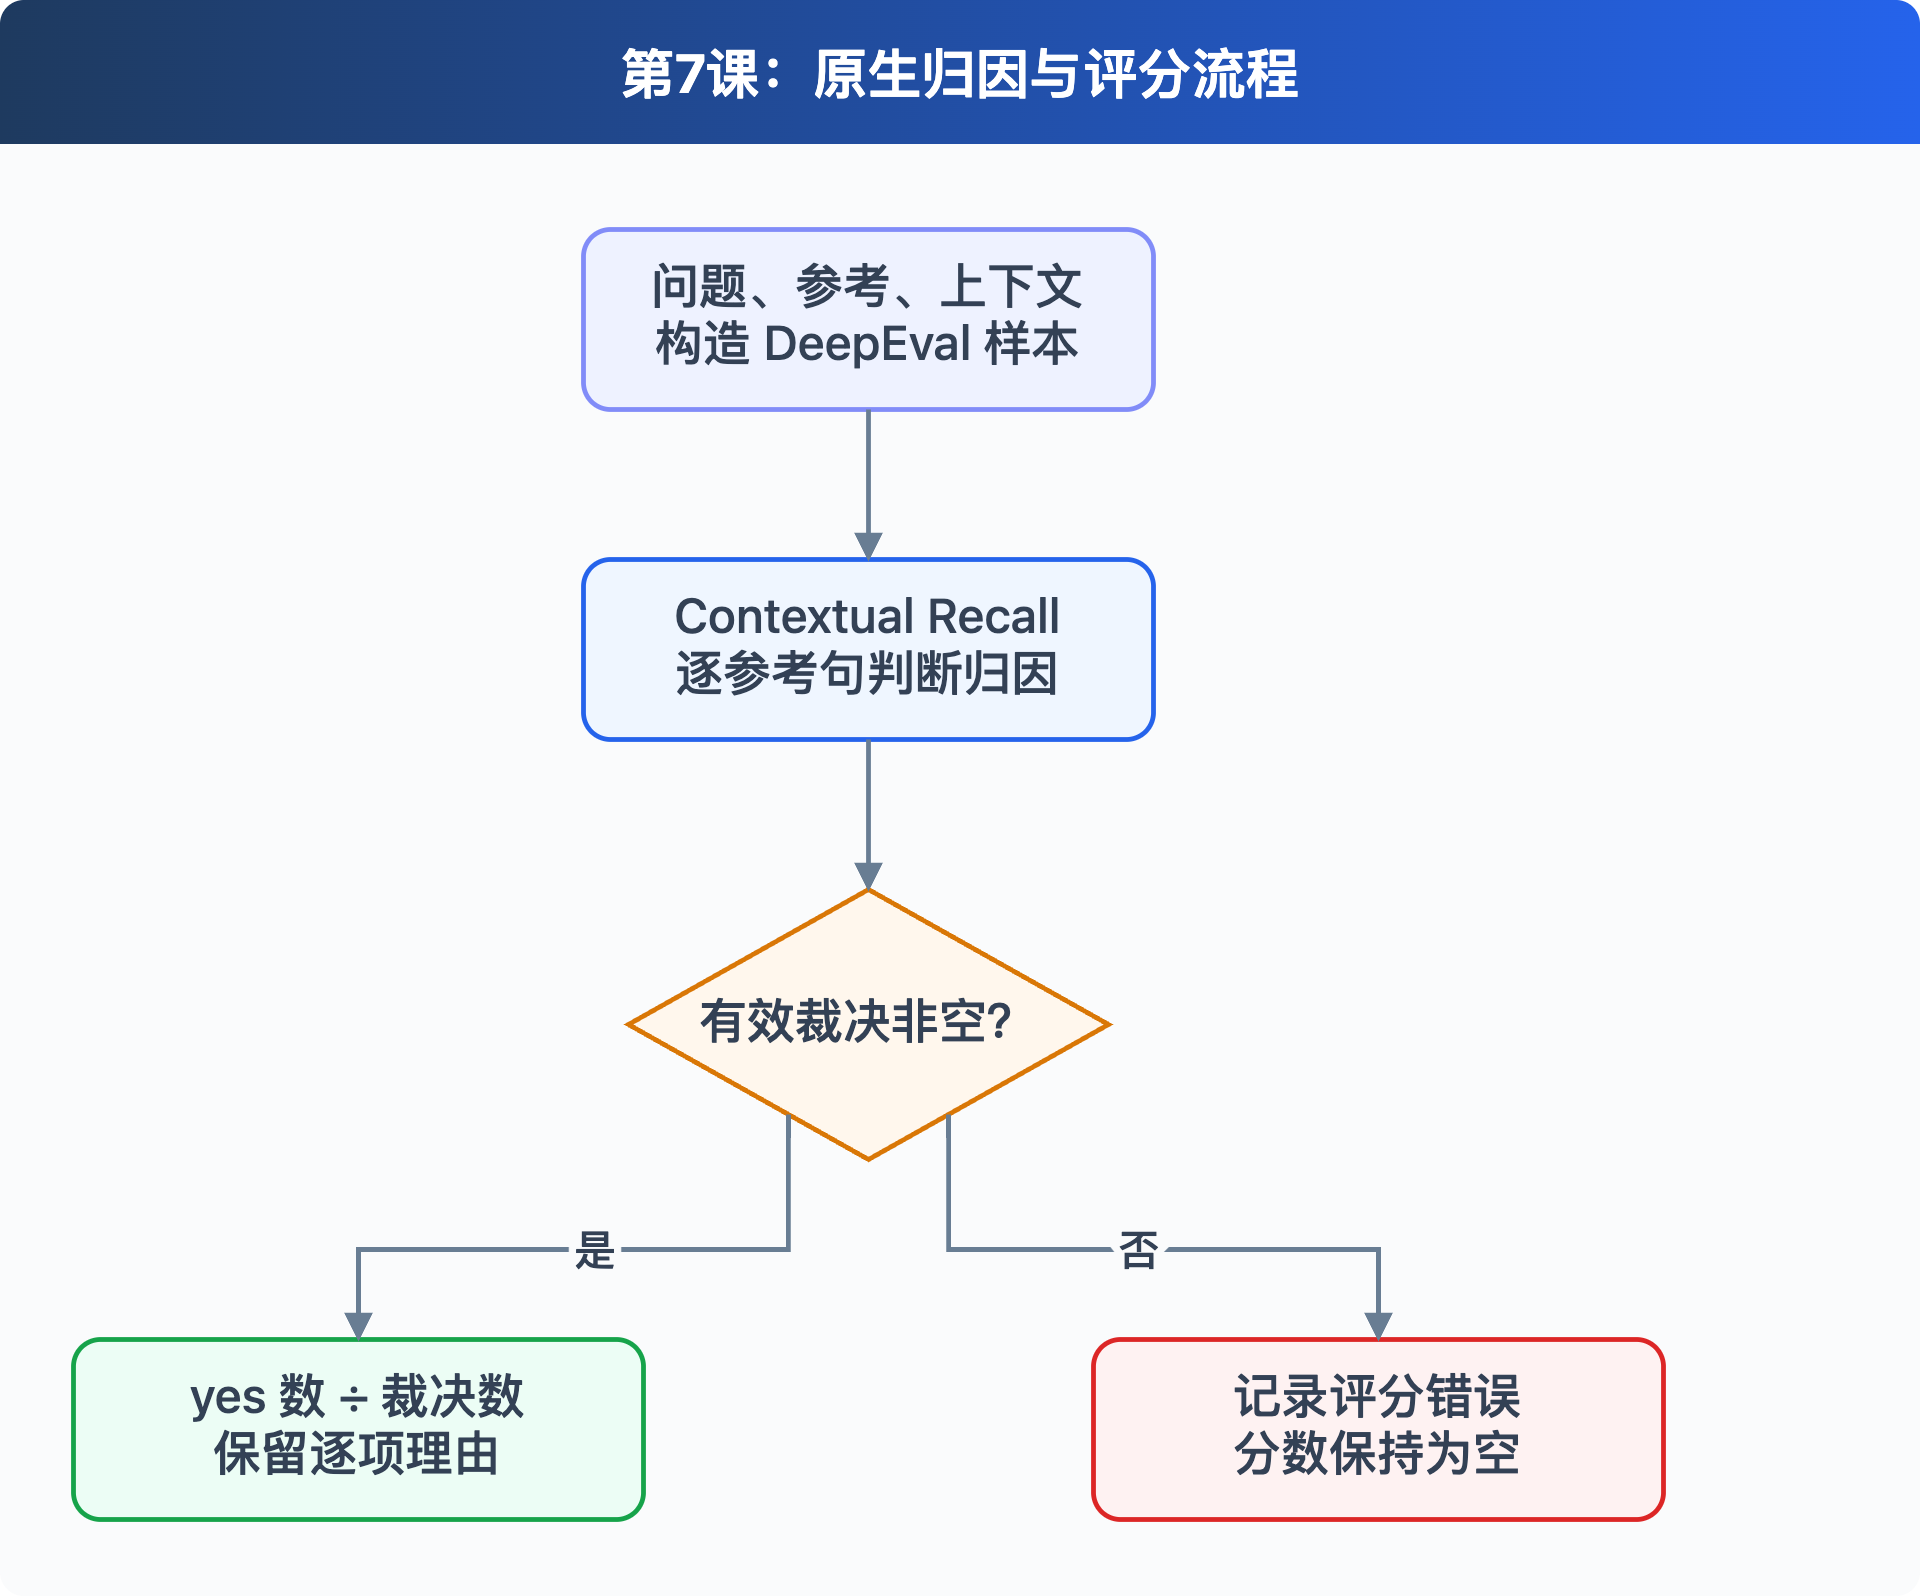 第7课：原生归因与评分流程
问题、参考、上下文
构造 DeepEval 样本
Contextual Recall
逐参考句判断归因
有效裁决非空?
是
否
yes 数 ÷ 裁决数
保留逐项理由
记录评分错误
分数保持为空